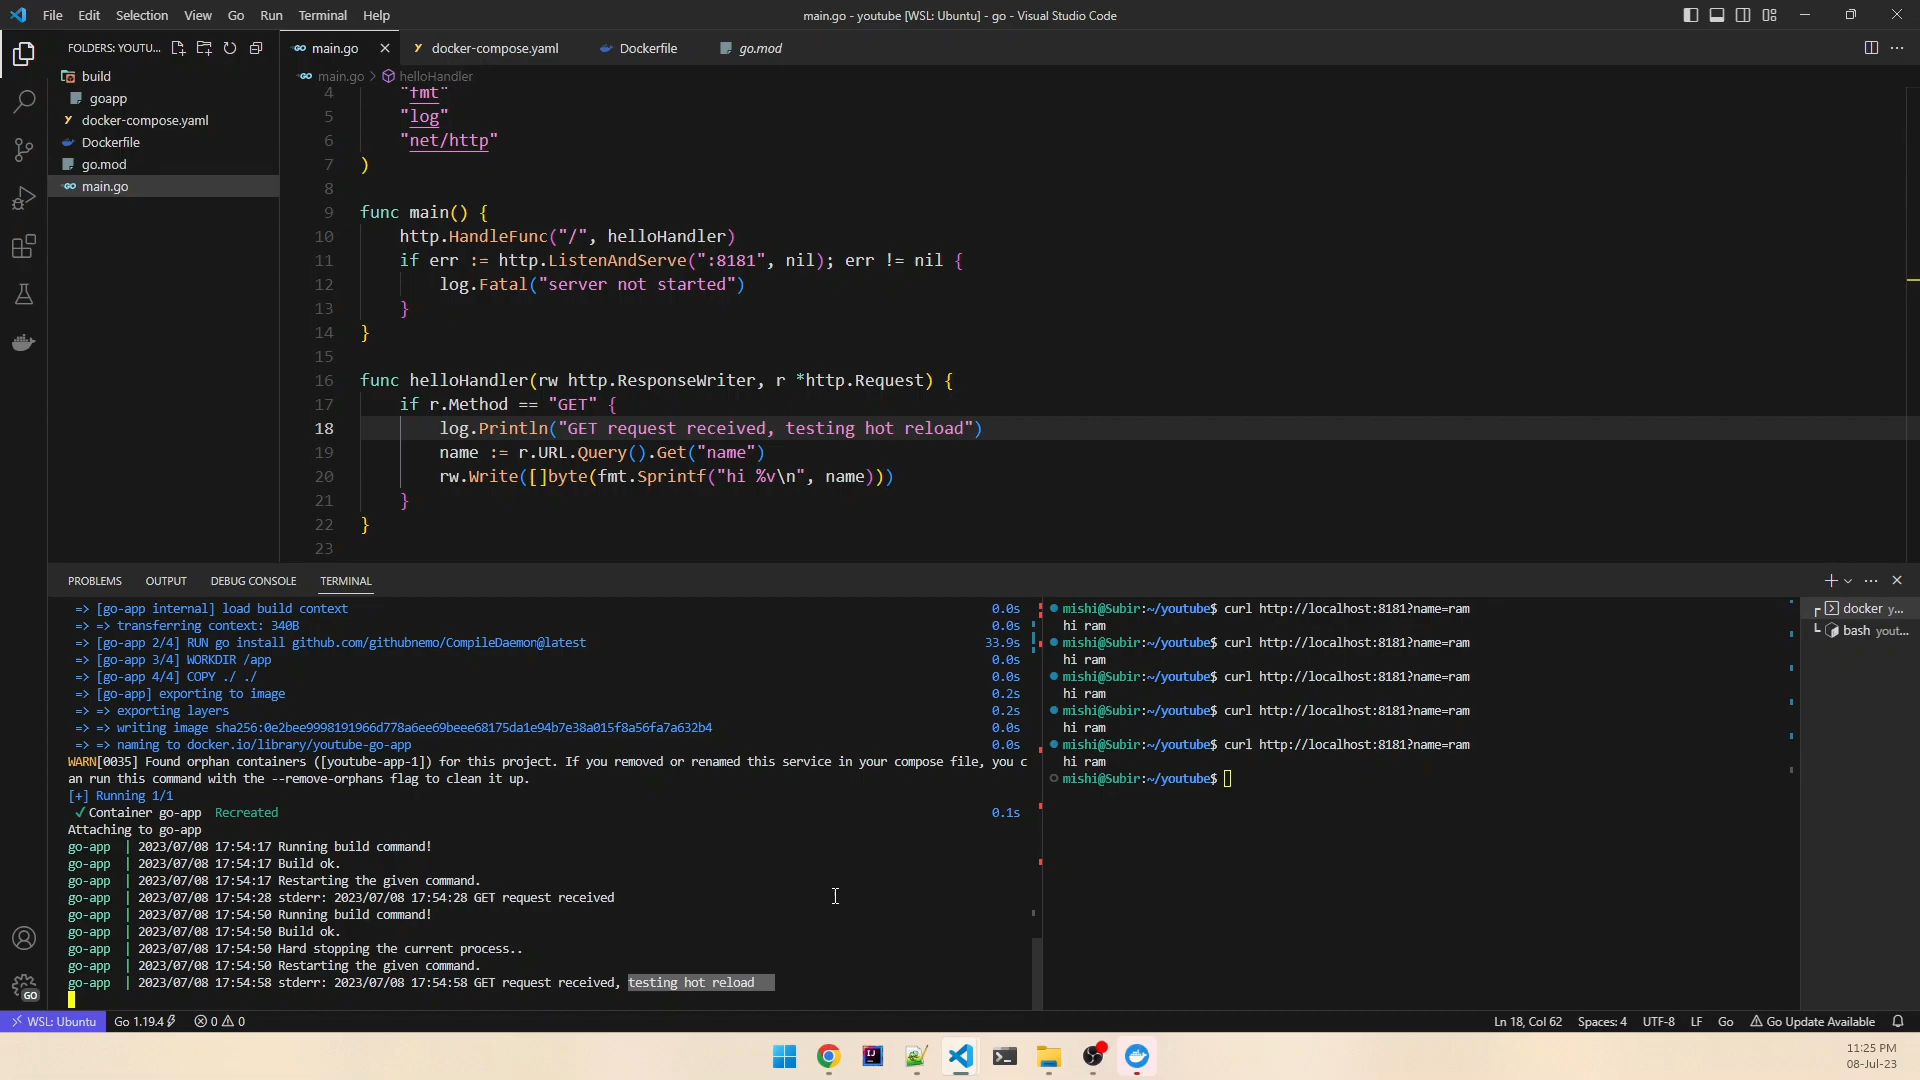 File Edit Selection View Go Run Terminal Help
main.go - youtube [WSL: Ubuntu] - go - Visual Studio Code
FOLDERS: YOUTU...
build
goapp
docker-compose.yaml
Dockerfile
go.mod
main.go
main.go docker-compose.yaml Dockerfile go.mod
main.go > helloHandler
4 "fmt"
5 "log"
6 "net/http"
7 )
8
9 func main() {
10 http.HandleFunc("/", helloHandler)
11 if err := http.ListenAndServe(":8181", nil); err != nil {
12 log.Fatal("server not started")
13 }
14 }
15
16 func helloHandler(rw http.ResponseWriter, r *http.Request) {
17 if r.Method == "GET" {
18 log.Println("GET request received, testing hot reload")
19 name := r.URL.Query().Get("name")
20 rw.Write([]byte(fmt.Sprintf("hi %v\n", name)))
21 }
22 }
23
PROBLEMS OUTPUT DEBUG CONSOLE TERMINAL
=> [go-app internal] load build context 0.0s
=> => transferring context: 340B 0.0s
=> [go-app 2/4] RUN go install github.com/githubnemo/CompileDaemon@latest 33.9s
=> [go-app 3/4] WORKDIR /app 0.0s
=> [go-app 4/4] COPY ./ ./ 0.0s
=> [go-app] exporting to image 0.2s
=> => exporting layers 0.2s
=> => writing image sha256:0e2bee9998191966d778a6ee69beee68175da1e94b7e38a015f8a56fa7a632b4 0.0s
=> => naming to docker.io/library/youtube-go-app 0.0s
WARN[0035] Found orphan containers ([youtube-app-1]) for this project. If you removed or renamed this service in your compose file, you c
an run this command with the --remove-orphans flag to clean it up.
[+] Running 1/1
✓Container go-app Recreated 0.1s
Attaching to go-app
go-app | 2023/07/08 17:54:17 Running build command!
go-app | 2023/07/08 17:54:17 Build ok.
go-app | 2023/07/08 17:54:17 Restarting the given command.
go-app | 2023/07/08 17:54:28 stderr: 2023/07/08 17:54:28 GET request received
go-app | 2023/07/08 17:54:50 Running build command!
go-app | 2023/07/08 17:54:50 Build ok.
go-app | 2023/07/08 17:54:50 Hard stopping the current process..
go-app | 2023/07/08 17:54:50 Restarting the given command.
go-app | 2023/07/08 17:54:58 stderr: 2023/07/08 17:54:58 GET request received, testing hot reload
mishi@Subir:~/youtube$ curl http://localhost:8181?name=ram
hi ram
mishi@Subir:~/youtube$ curl http://localhost:8181?name=ram
hi ram
mishi@Subir:~/youtube$ curl http://localhost:8181?name=ram
hi ram
mishi@Subir:~/youtube$ curl http://localhost:8181?name=ram
hi ram
mishi@Subir:~/youtube$ curl http://localhost:8181?name=ram
hi ram
mishi@Subir:~/youtube$
docker y...
bash yout...
GO
WSL: Ubuntu Go 1.19.4 0 0
Ln 18, Col 62 Spaces: 4 UTF-8 LF Go Go Update Available
11:25 PM
08-Jul-23